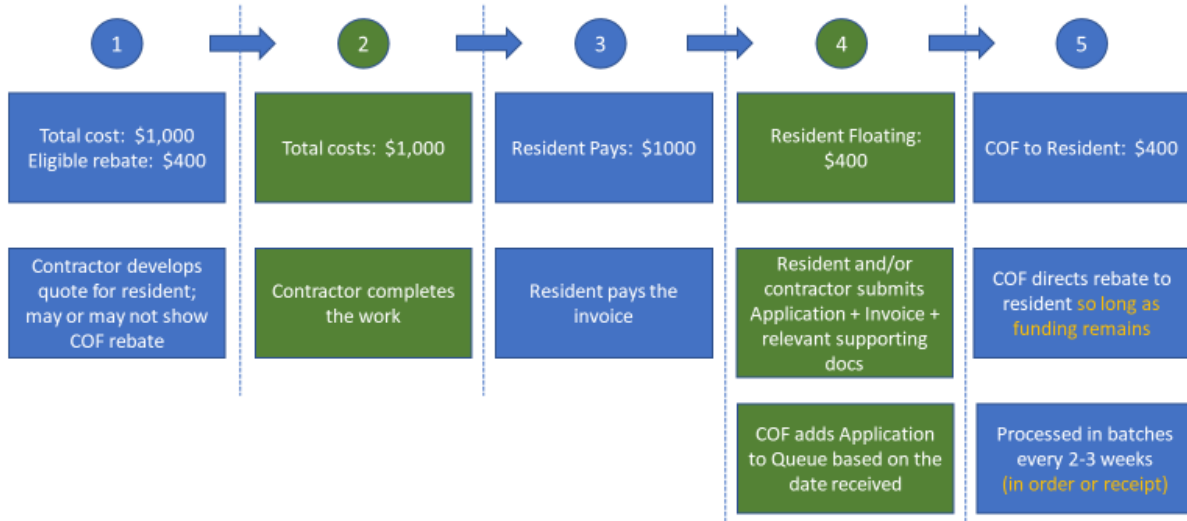 1
2
3
4
5
Total cost: $1,000
Eligible rebate: $400
Total costs: $1,000
Resident Pays: $1000
Resident Floating:
$400
COF to Resident: $400
Contractor develops
quote for resident;
may or may not show
COF rebate
Contractor completes
the work
Resident pays the
invoice
Resident and/or
contractor submits
Application + Invoice +
relevant supporting
docs
COF directs rebate to
resident so long as
funding remains
COF adds Application
to Queue based on the
date received
Processed in batches
every 2-3 weeks
(in order or receipt)